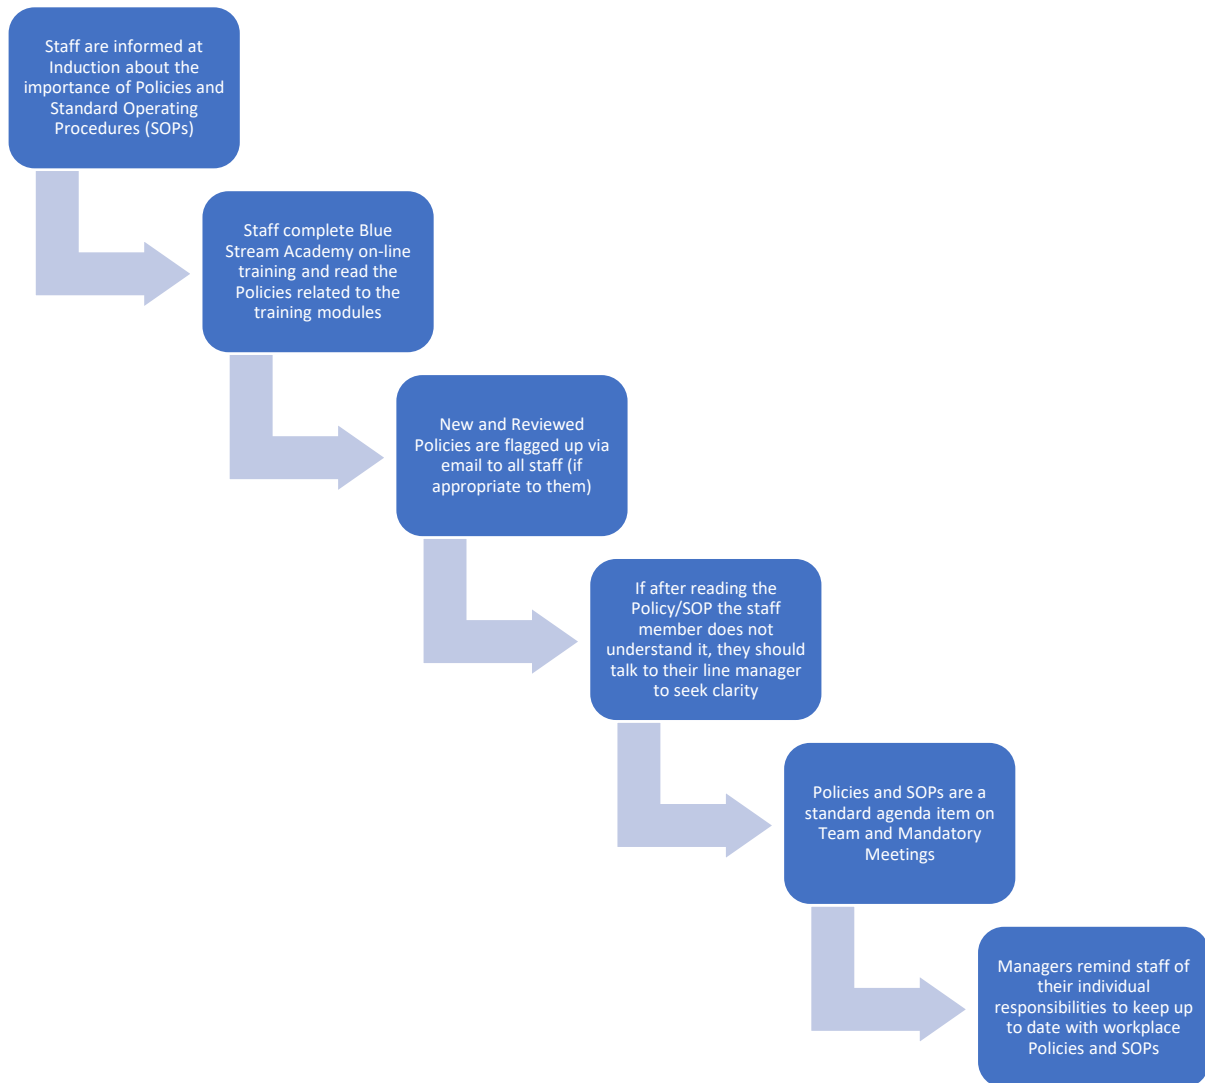 Staff are informed at
Induction about the
importance of Policies and
Standard Operating
Procedures (SOPs)
Staff complete Blue
Stream Academy on-line
training and read the
Policies related to the
training modules
New and Reviewed
Policies are flagged up via
email to all staff (if
appropriate to them)
If after reading the
Policy/SOP the staff
member does not
understand it, they should
talk to their line manager
to seek clarity
Policies and SOPs are a
standard agenda item on
Team and Mandatory
Meetings
Managers remind staff of
their individual
responsibilities to keep up
to date with workplace
Policies and SOPs